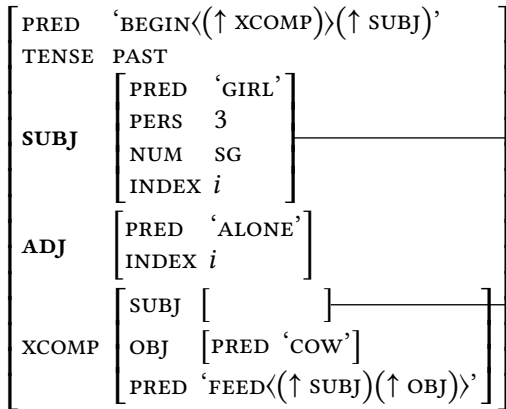 PRED ‘BEGIN⟨(↑ XCOMP)⟩(↑ SUBJ)’
TENSE PAST
SUBJ
PRED ‘GIRL’
PERS 3
NUM SG
INDEX i
ADJ
PRED ‘ALONE’
INDEX i
XCOMP
SUBJ [ ]
OBJ [PRED ‘COW’]
PRED ‘FEED⟨(↑ SUBJ)(↑ OBJ)⟩’